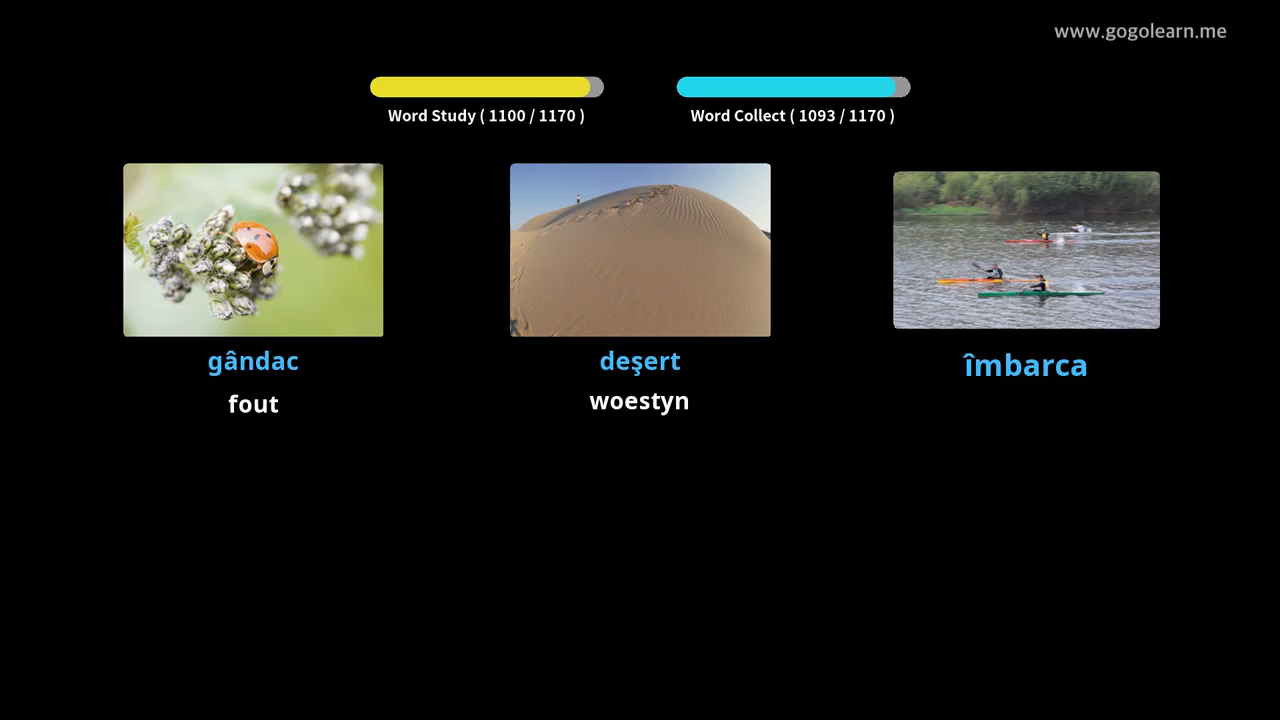 www.gogolearn.me
Word Study ( 1100 / 1170 )
Word Collect ( 1093 / 1170 )
gândac
deşert
îmbarca
fout
woestyn